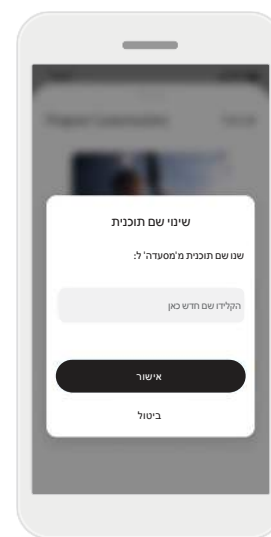 שינוי שם תוכנית
שנו שם תוכנית מ'מסעדה' ל:
הקלידו שם חדש כאן
אישור
ביטול